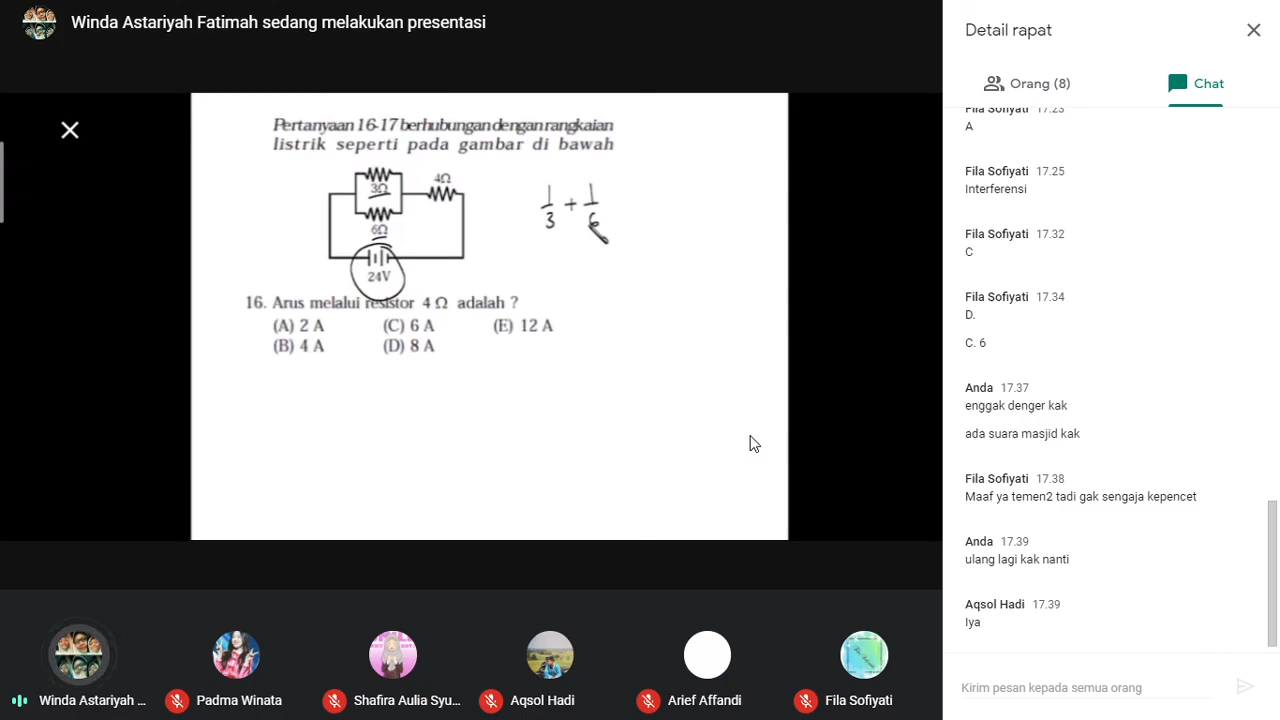 Winda Astariyah Fatimah sedang melakukan presentasi
Pertanyaan 16-17 berhubungan dengan rangkaian
listrik seperti pada gambar di bawah
3Ω
4Ω
6Ω
24V
1/3 + 1/6
16. Arus melalui resistor 4 Ω adalah ?
(A) 2 A (C) 6 A (E) 12 A
(B) 4 A (D) 8 A
Winda Astariyah ...
Padma Winata
Shafira Aulia Syu...
Aqsol Hadi
Arief Affandi
Fila Sofiyati
Detail rapat
Orang (8) Chat
Fila Sofiyati 17.23
A
Fila Sofiyati 17.25
Interferensi
Fila Sofiyati 17.32
C
Fila Sofiyati 17.34
D.
C. 6
Anda 17.37
enggak denger kak
ada suara masjid kak
Fila Sofiyati 17.38
Maaf ya temen2 tadi gak sengaja kepencet
Anda 17.39
ulang lagi kak nanti
Aqsol Hadi 17.39
Iya
Kirim pesan kepada semua orang